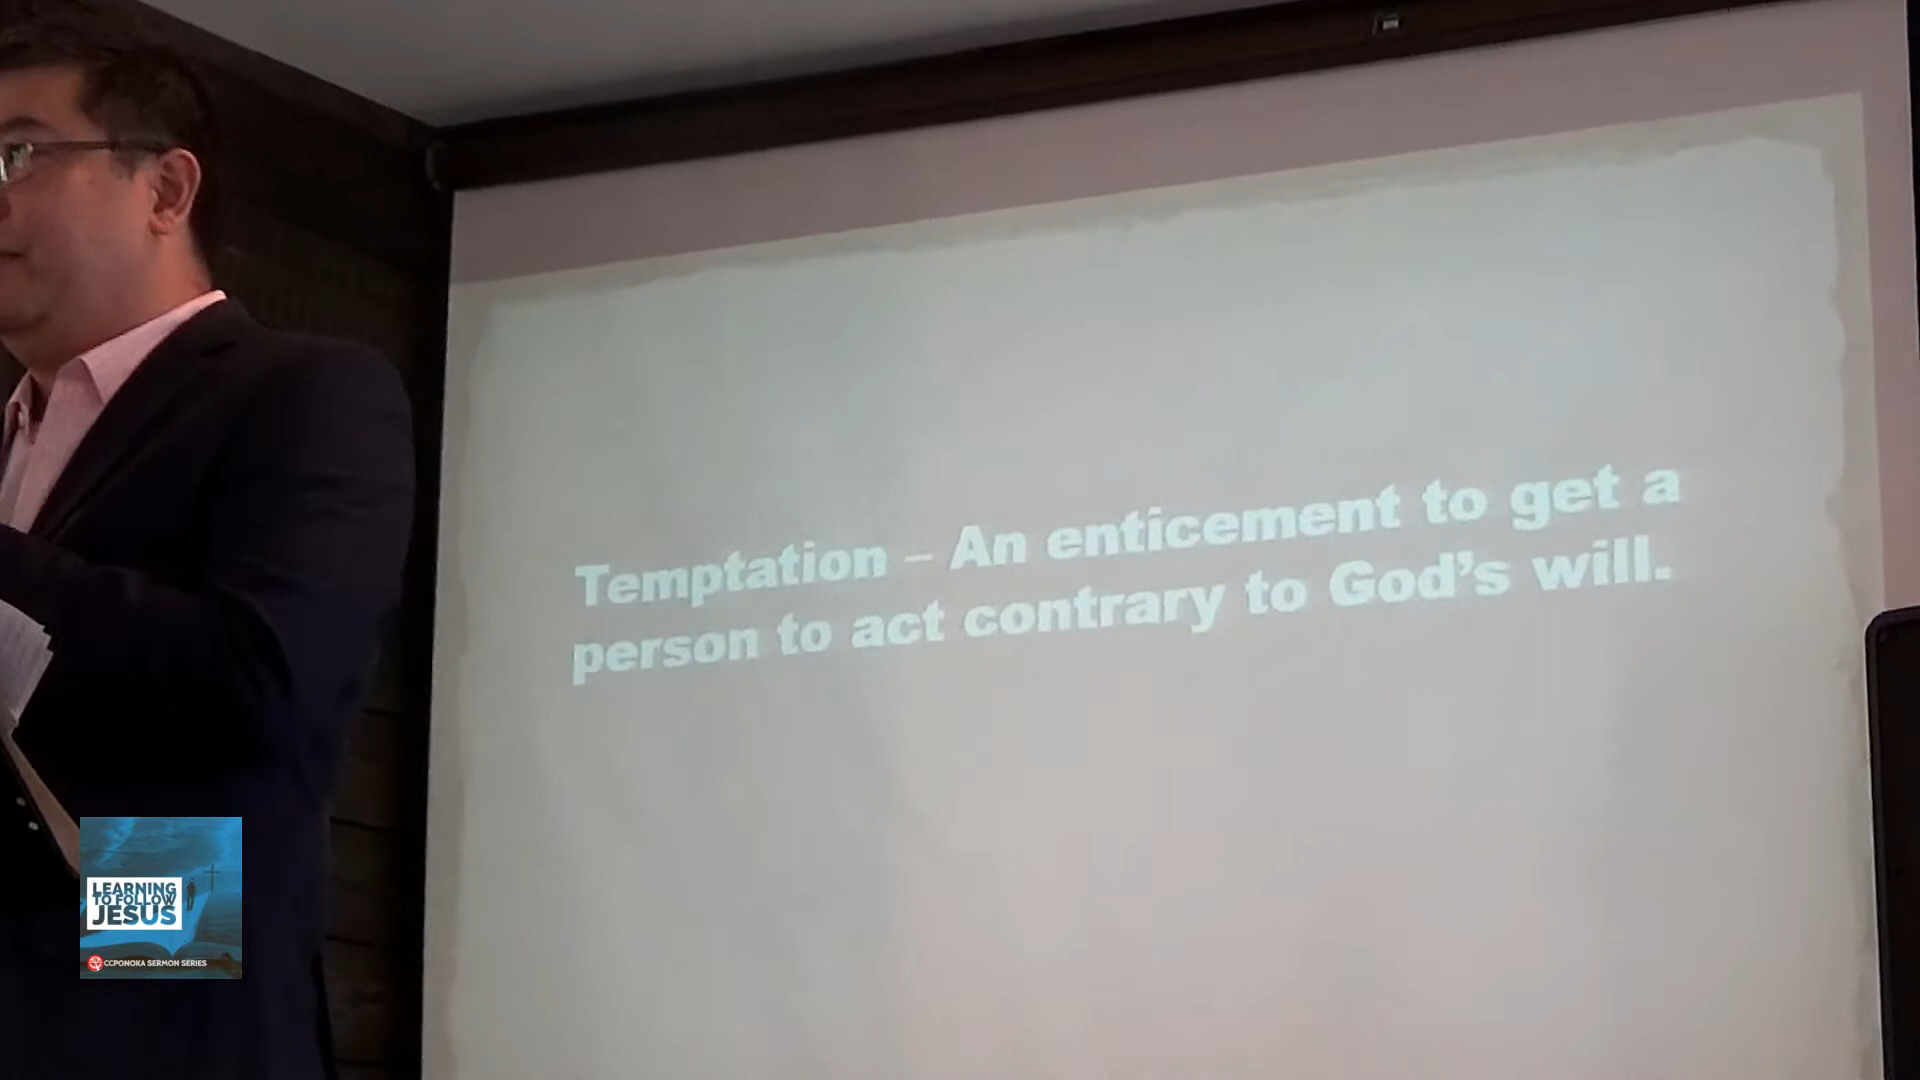 Temptation – An enticement to get a
person to act contrary to God's will.
LEARNING
TO FOLLOW
JESUS
CCPONOKA SERMON SERIES